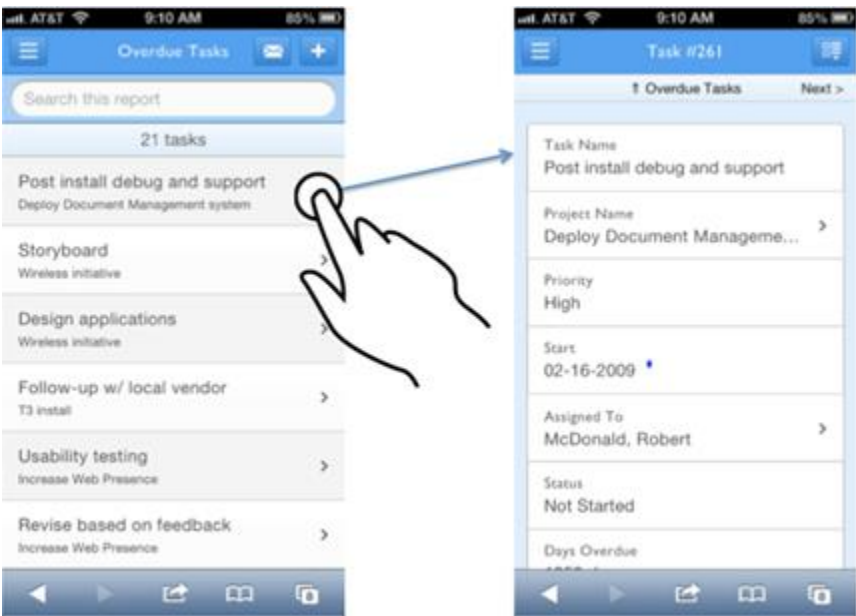 AT&T 9:10 AM 85%
Overdue Tasks
Search this report
21 tasks
Post install debug and support
Deploy Document Management system
Storyboard
Wireless initiative
Design applications
Wireless initiative
Follow-up w/ local vendor
T3 install
Usability testing
Increase Web Presence
Revise based on feedback
Increase Web Presence
AT&T 9:10 AM 85%
Task #261
↑ Overdue Tasks Next >
Task Name
Post install debug and support
Project Name
Deploy Document Manageme...
Priority
High
Start
02-16-2009
Assigned To
McDonald, Robert
Status
Not Started
Days Overdue